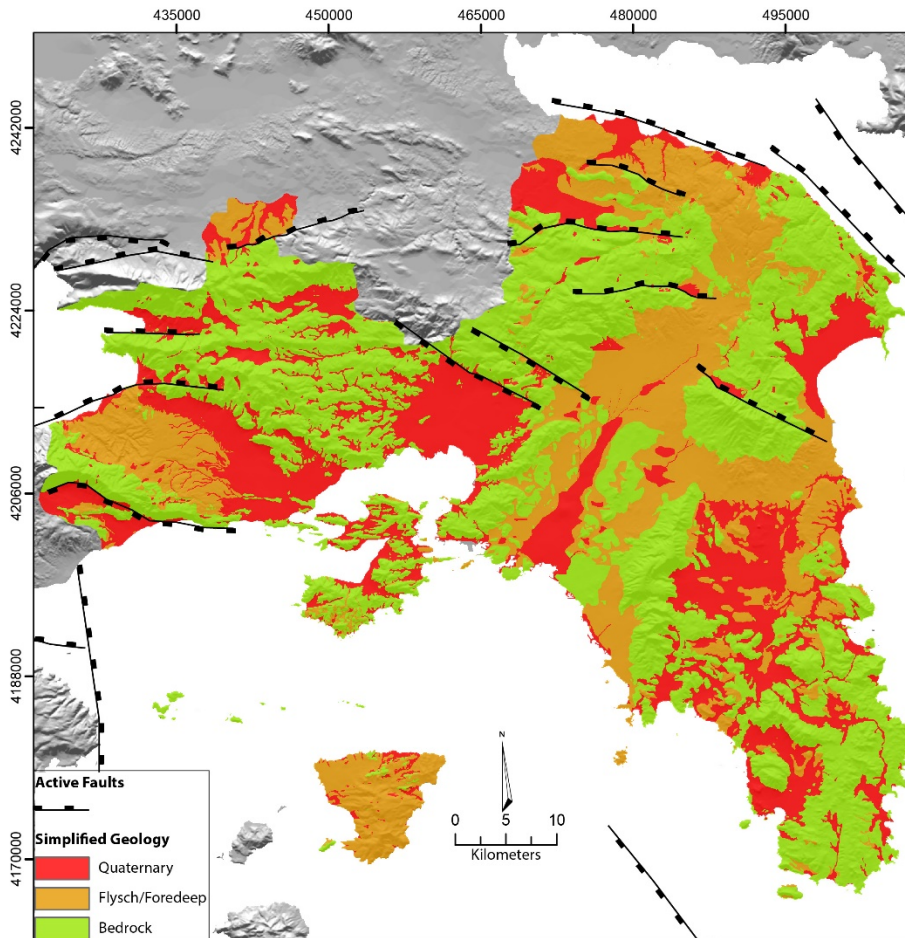 435000 450000 465000 480000 495000
4242000
4224000
4206000
4188000
4170000
N
0 5 10
Kilometers
Active Faults
Simplified Geology
Quaternary
Flysch/Foredeep
Bedrock